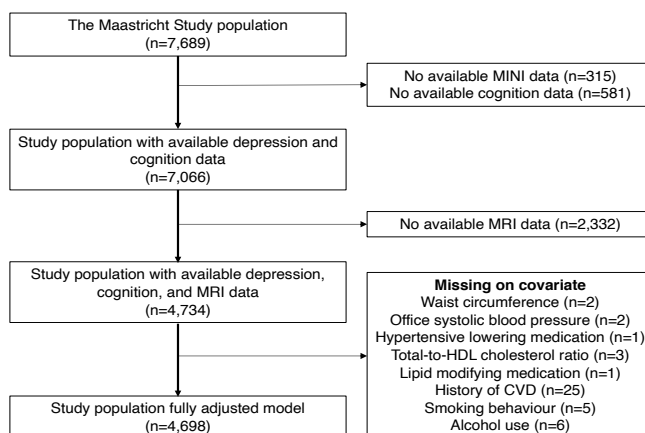 The Maastricht Study population
(n=7,689)
No available MINI data (n=315)
No available cognition data (n=581)
Study population with available depression and
cognition data
(n=7,066)
No available MRI data (n=2,332)
Study population with available depression,
cognition, and MRI data
(n=4,734)
Missing on covariate
Waist circumference (n=2)
Office systolic blood pressure (n=2)
Hypertensive lowering medication (n=1)
Total-to-HDL cholesterol ratio (n=3)
Lipid modifying medication (n=1)
History of CVD (n=25)
Smoking behaviour (n=5)
Alcohol use (n=6)
Study population fully adjusted model
(n=4,698)